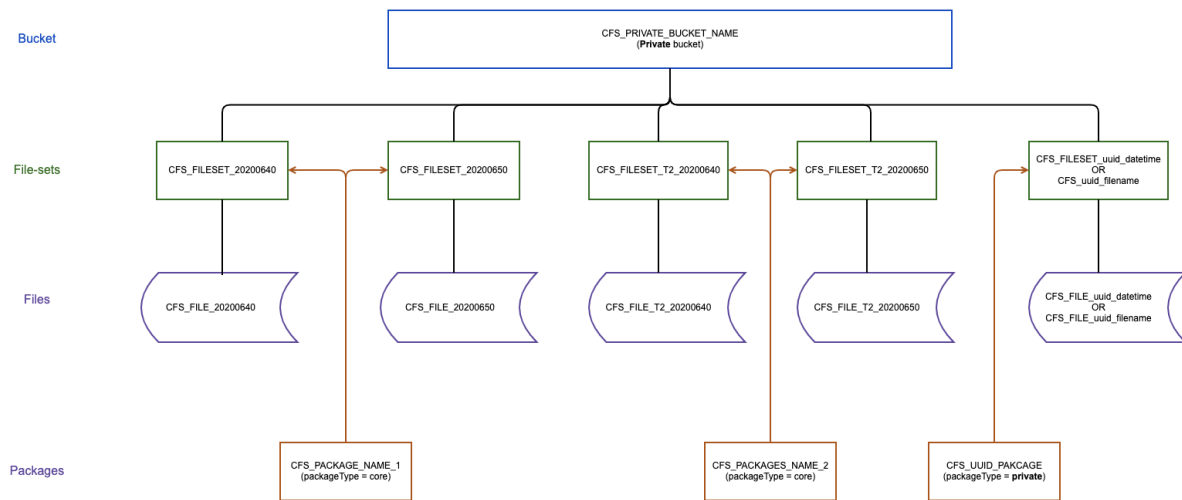 Bucket
CFS_PRIVATE_BUCKET_NAME
(Private bucket)
File-sets
CFS_FILESET_20200640
CFS_FILESET_20200650
CFS_FILESET_T2_20200640
CFS_FILESET_T2_20200650
CFS_FILESET_uuid_datetime
OR
CFS_uuid_filename
Files
CFS_FILE_20200640
CFS_FILE_20200650
CFS_FILE_T2_20200640
CFS_FILE_T2_20200650
CFS_FILE_uuid_datetime
OR
CFS_FILE_uuid_filename
Packages
CFS_PACKAGE_NAME_1
(packageType = core)
CFS_PACKAGES_NAME_2
(packageType = core)
CFS_UUID_PAKCAGE
(packageType = private)